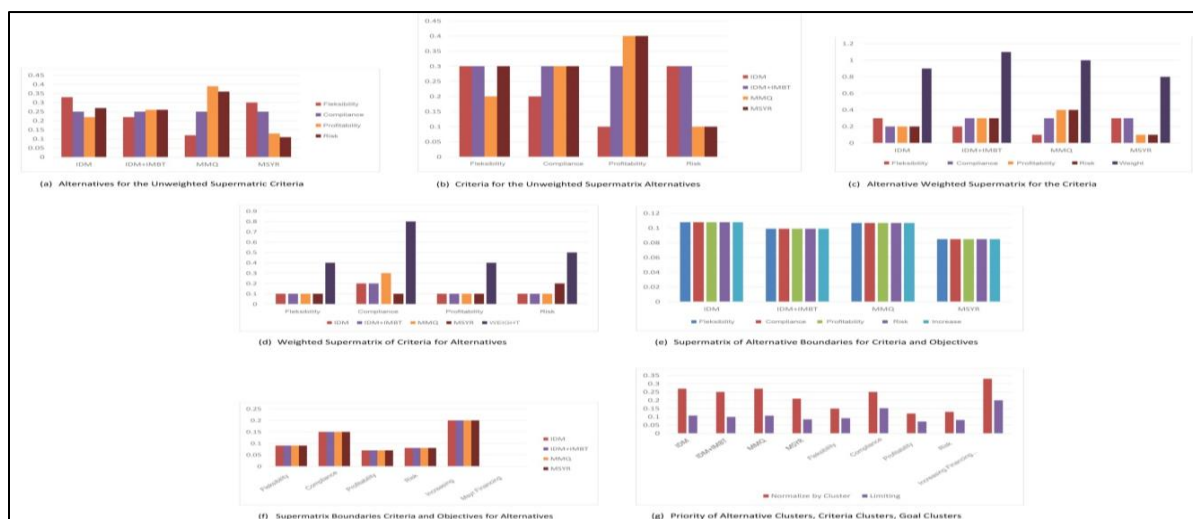 0.45
0.4
0.35
0.3
0.25
0.2
0.15
0.1
0.05
0
IDM
IDM+IMBT
MMQ
MSYR
Fleksibility
Compliance
Profitability
Risk
(a) Alternatives for the Unweighted Supermatric Criteria
0.45
0.4
0.35
0.3
0.25
0.2
0.15
0.1
0.05
0
Fleksibility
Compliance
Profitability
Risk
IDM
IDM+IMBT
MMQ
MSYR
(b) Criteria for the Unweighted Supermatrix Alternatives
1.2
1
0.8
0.6
0.4
0.2
0
IDM
IDM+IMBT
MMQ
MSYR
Fleksibility
Compliance
Profitability
Risk
Weight
(c) Alternative Weighted Supermatrix for the Criteria
0.9
0.8
0.7
0.6
0.5
0.4
0.3
0.2
0.1
0
Fleksibility
Compliance
Profitability
Risk
IDM
IDM+IMBT
MMQ
MSYR
WEIGHT
(d) Weighted Supermatrix of Criteria for Alternatives
0.12
0.1
0.08
0.06
0.04
0.02
0
IDM
IDM+IMBT
MMQ
MSYR
Fleksibility
Compliance
Profitability
Risk
Increase
(e) Supermatrix of Alternative Boundaries for Criteria and Objectives
0.25
0.2
0.15
0.1
0.05
0
Fleksibility
Compliance
Profitability
Risk
Increasing
Msyr Financing
IDM
IDM+IMBT
MMQ
MSYR
(f) Supermatrix Boundaries Criteria and Objectives for Alternatives
0.35
0.3
0.25
0.2
0.15
0.1
0.05
0
IDM
IDM+IMBT
MMQ
MSYR
Fleksibility
Compliance
Profitability
Risk
Increasing Financing...
Normalize by Cluster
Limiting
(g) Priority of Alternative Clusters, Criteria Clusters, Goal Clusters